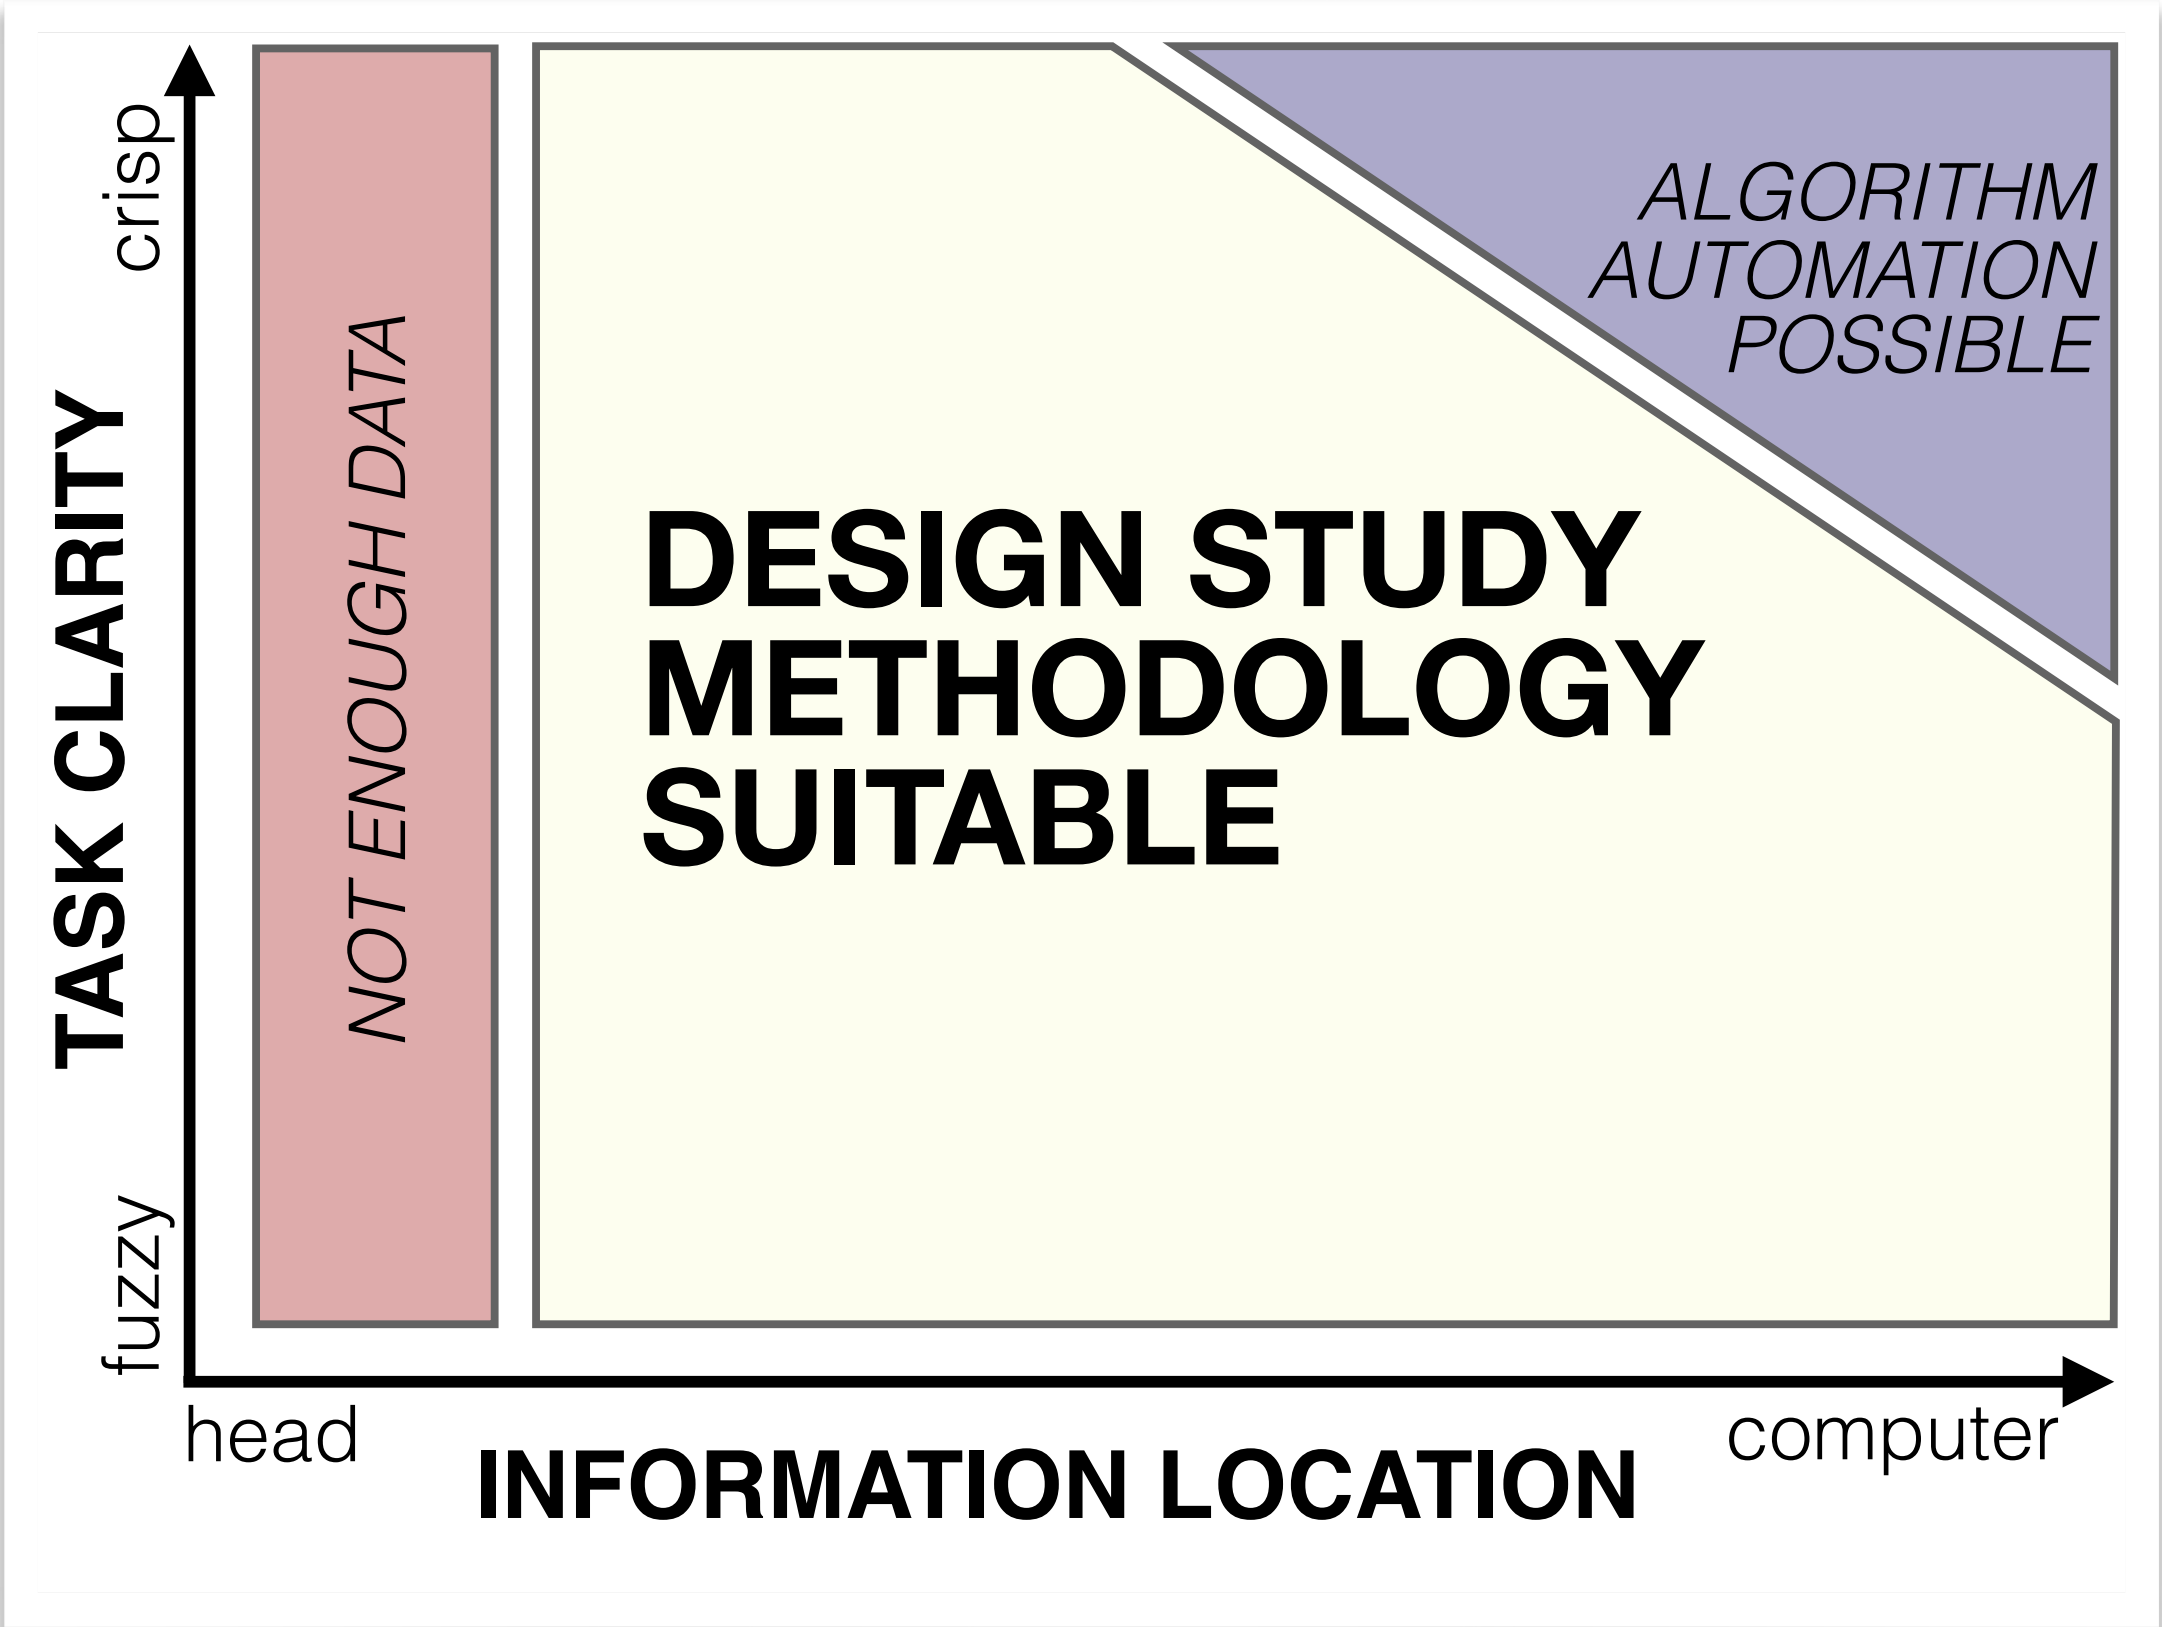 TASK CLARITY
crisp
fuzzy
NOT ENOUGH DATA
DESIGN STUDY
METHODOLOGY
SUITABLE
ALGORITHM
AUTOMATION
POSSIBLE
head
computer
INFORMATION LOCATION